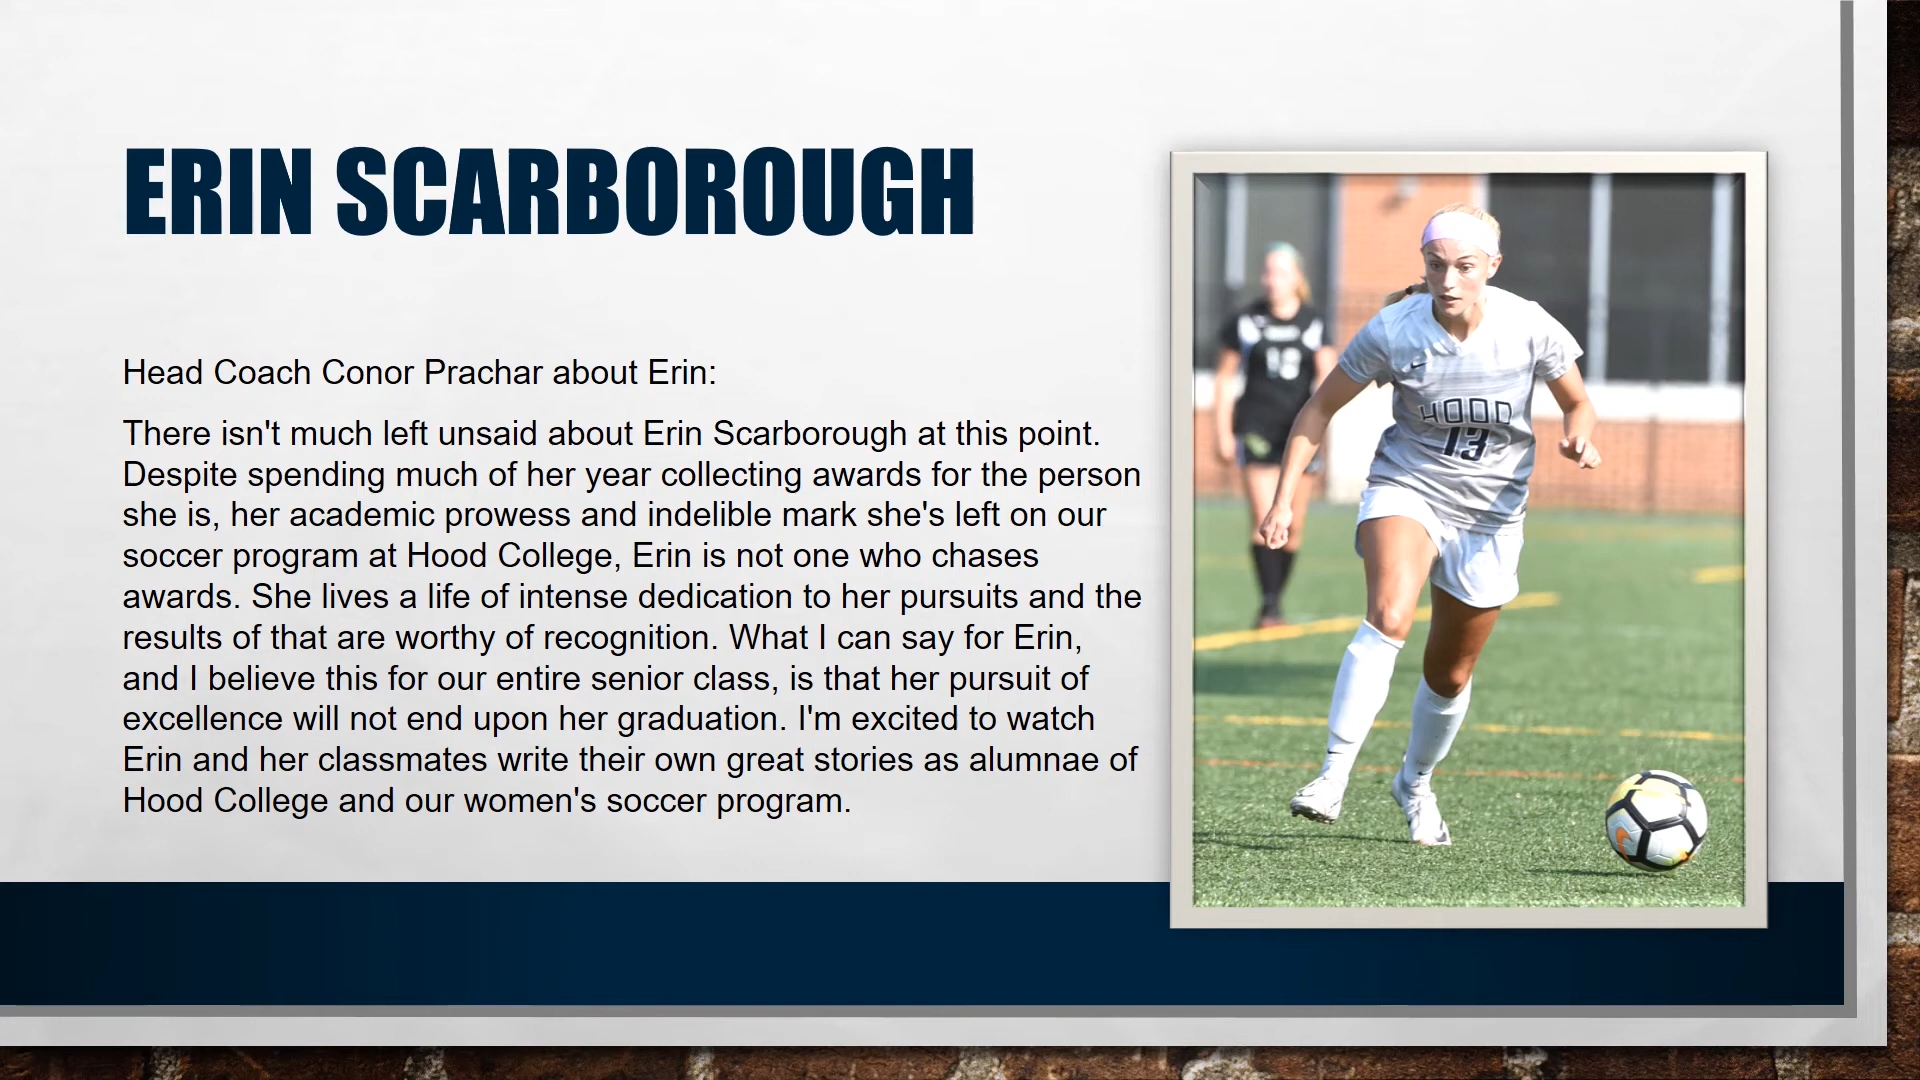 ERIN SCARBOROUGH
Head Coach Conor Prachar about Erin:
There isn't much left unsaid about Erin Scarborough at this point.
Despite spending much of her year collecting awards for the person
she is, her academic prowess and indelible mark she's left on our
soccer program at Hood College, Erin is not one who chases
awards. She lives a life of intense dedication to her pursuits and the
results of that are worthy of recognition. What I can say for Erin,
and I believe this for our entire senior class, is that her pursuit of
excellence will not end upon her graduation. I'm excited to watch
Erin and her classmates write their own great stories as alumnae of
Hood College and our women's soccer program.
HOOD
13